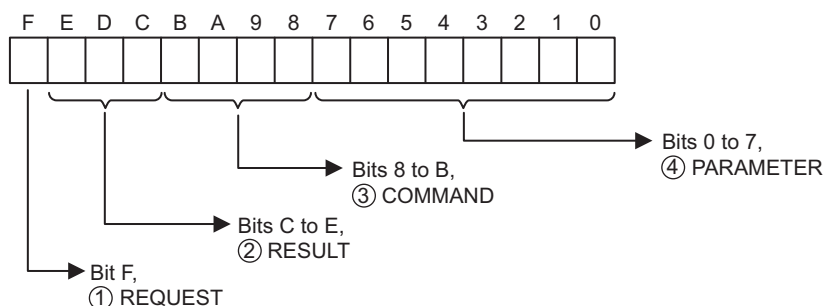 F E D C B A 9 8 7 6 5 4 3 2 1 0
Bits 0 to 7,
④ PARAMETER
Bits 8 to B,
③ COMMAND
Bits C to E,
② RESULT
Bit F,
① REQUEST